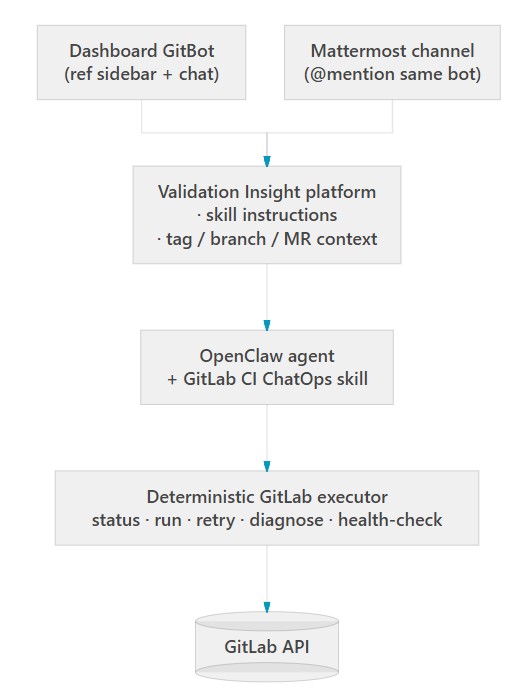 Dashboard GitBot
(ref sidebar + chat)
Mattermost channel
(@mention same bot)
Validation Insight platform
· skill instructions
· tag / branch / MR context
OpenClaw agent
+ GitLab CI ChatOps skill
Deterministic GitLab executor
status · run · retry · diagnose · health-check
GitLab API